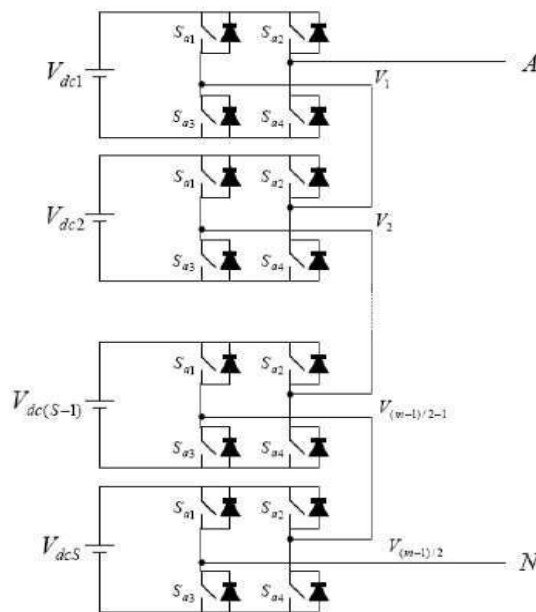 S_{a1} S_{a2}
V_{dc1} V_1 A
S_{a3} S_{a4}
S_{a1} S_{a2}
V_{dc2} V_2
S_{a3} S_{a4}
S_{a1} S_{a2}
V_{dc(S-1)} V_{(m-1)/2-1}
S_{a3} S_{a4}
S_{a1} S_{a2}
V_{dcS} V_{(m-1)/2} N
S_{a3} S_{a4}